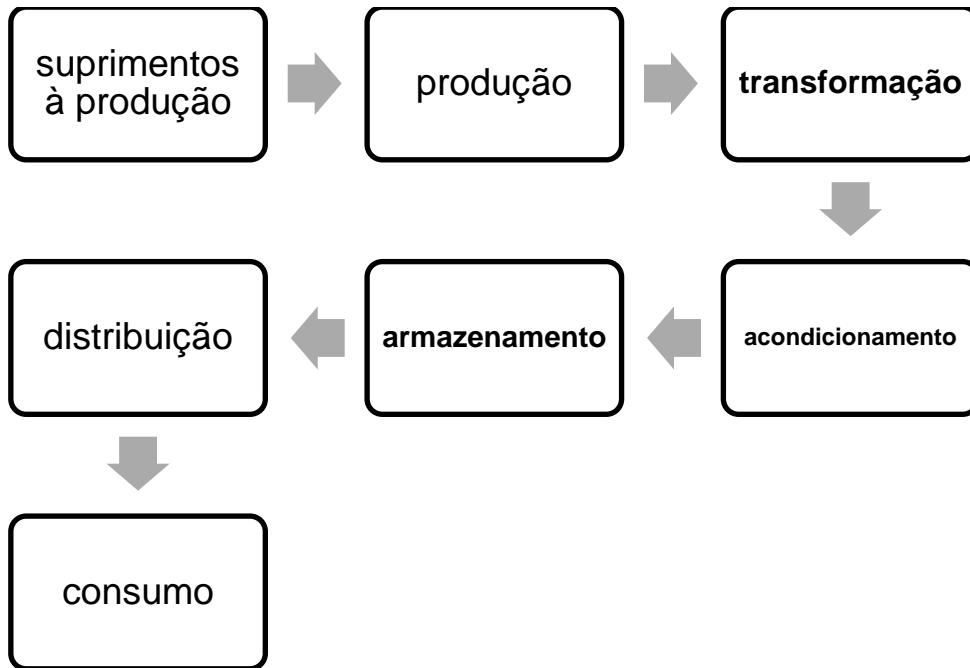 suprimentos
à produção
produção
transformação
acondicionamento
armazenamento
distribuição
consumo